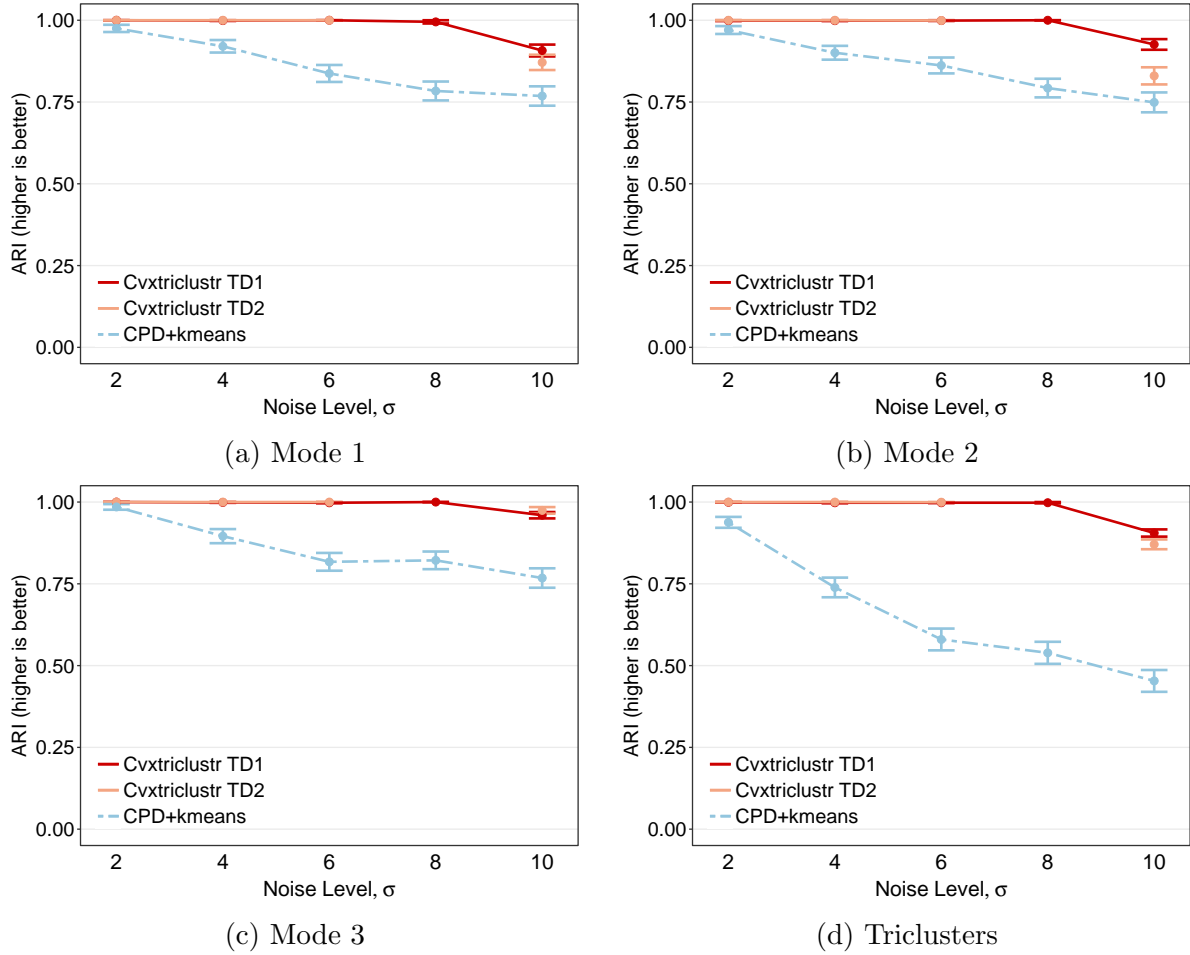 1.00
0.75
0.50
0.25
0.00
ARI (higher is better)
Cvxtriclustr TD1
Cvxtriclustr TD2
CPD+kmeans
2 4 6 8 10
Noise Level, σ
(a) Mode 1
1.00
0.75
0.50
0.25
0.00
ARI (higher is better)
Cvxtriclustr TD1
Cvxtriclustr TD2
CPD+kmeans
2 4 6 8 10
Noise Level, σ
(b) Mode 2
1.00
0.75
0.50
0.25
0.00
ARI (higher is better)
Cvxtriclustr TD1
Cvxtriclustr TD2
CPD+kmeans
2 4 6 8 10
Noise Level, σ
(c) Mode 3
1.00
0.75
0.50
0.25
0.00
ARI (higher is better)
Cvxtriclustr TD1
Cvxtriclustr TD2
CPD+kmeans
2 4 6 8 10
Noise Level, σ
(d) Triclusters